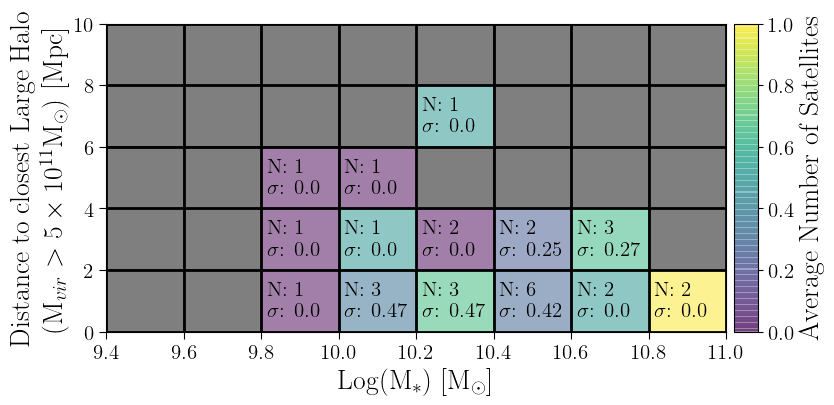 Distance to closest Large Halo
(M_{vir} > 5 × 10^{11}M_⊙) [Mpc]
10
8
6
4
2
0
N: 1
σ: 0.0
N: 1
σ: 0.0
N: 1
σ: 0.0
N: 1
σ: 0.0
N: 1
σ: 0.0
N: 2
σ: 0.0
N: 2
σ: 0.25
N: 3
σ: 0.27
N: 1
σ: 0.0
N: 3
σ: 0.47
N: 3
σ: 0.47
N: 6
σ: 0.42
N: 2
σ: 0.0
N: 2
σ: 0.0
9.4 9.6 9.8 10.0 10.2 10.4 10.6 10.8 11.0
Log(M_*) [M_⊙]
1.0
0.8
0.6
0.4
0.2
0.0
Average Number of Satellites